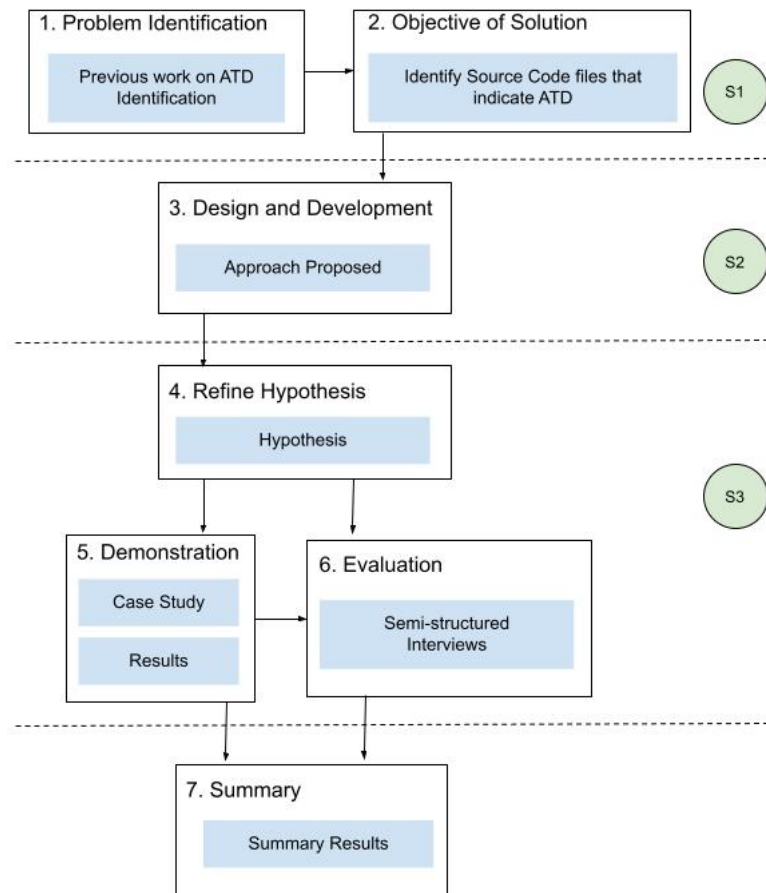 1. Problem Identification
Previous work on ATD
Identification
2. Objective of Solution
Identify Source Code files that
indicate ATD
S1
3. Design and Development
Approach Proposed
S2
4. Refine Hypothesis
Hypothesis
S3
5. Demonstration
Case Study
Results
6. Evaluation
Semi-structured
Interviews
7. Summary
Summary Results